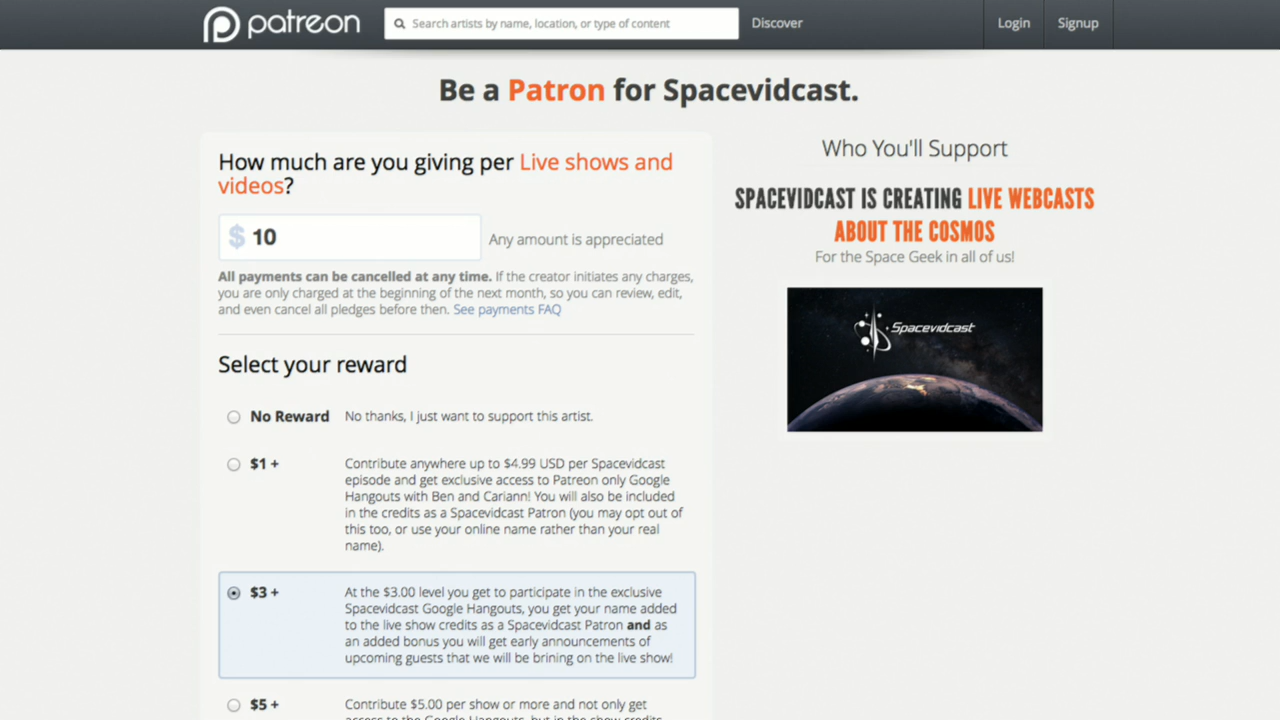 patreon
Search artists by name, location, or type of content
Discover
Login
Signup
Be a Patron for Spacevidcast.
How much are you giving per Live shows and
videos?
$ 10
Any amount is appreciated
All payments can be cancelled at any time. If the creator initiates any charges,
you are only charged at the beginning of the next month, so you can review, edit,
and even cancel all pledges before then. See payments FAQ
Select your reward
No Reward No thanks, I just want to support this artist.
$1 + Contribute anywhere up to $4.99 USD per Spacevidcast
episode and get exclusive access to Patreon only Google
Hangouts with Ben and Cariann! You will also be included
in the credits as a Spacevidcast Patron (you may opt out of
this too, or use your online name rather than your real
name).
$3 + At the $3.00 level you get to participate in the exclusive
Spacevidcast Google Hangouts, you get your name added
to the live show credits as a Spacevidcast Patron and as
an added bonus you will get early announcements of
upcoming guests that we will be brining on the live show!
$5 + Contribute $5.00 per show or more and not only get
access to the Google Hangouts, but in the show credits
Who You'll Support
SPACEVIDCAST IS CREATING LIVE WEBCASTS
ABOUT THE COSMOS
For the Space Geek in all of us!
Spacevidcast